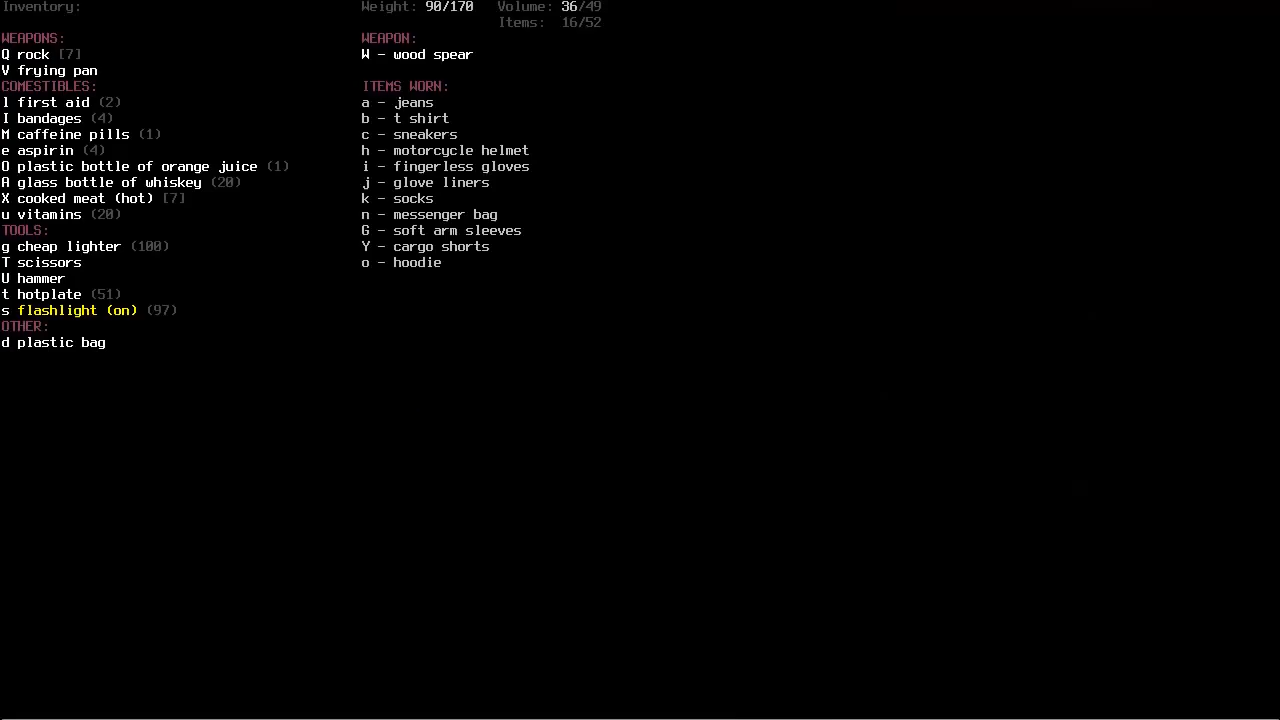 Inventory: Weight: 90/170 Volume: 36/49
Items: 16/52
WEAPONS:
Q rock [7]
V frying pan
COMESTIBLES:
l first aid (2)
I bandages (4)
M caffeine pills (1)
e aspirin (4)
O plastic bottle of orange juice (1)
A glass bottle of whiskey (20)
X cooked meat (hot) [7]
u vitamins (20)
TOOLS:
g cheap lighter (100)
T scissors
U hammer
t hotplate (51)
s flashlight (on) (97)
OTHER:
d plastic bag
WEAPON:
W - wood spear
ITEMS WORN:
a - jeans
b - t shirt
c - sneakers
h - motorcycle helmet
i - fingerless gloves
j - glove liners
k - socks
n - messenger bag
G - soft arm sleeves
Y - cargo shorts
o - hoodie